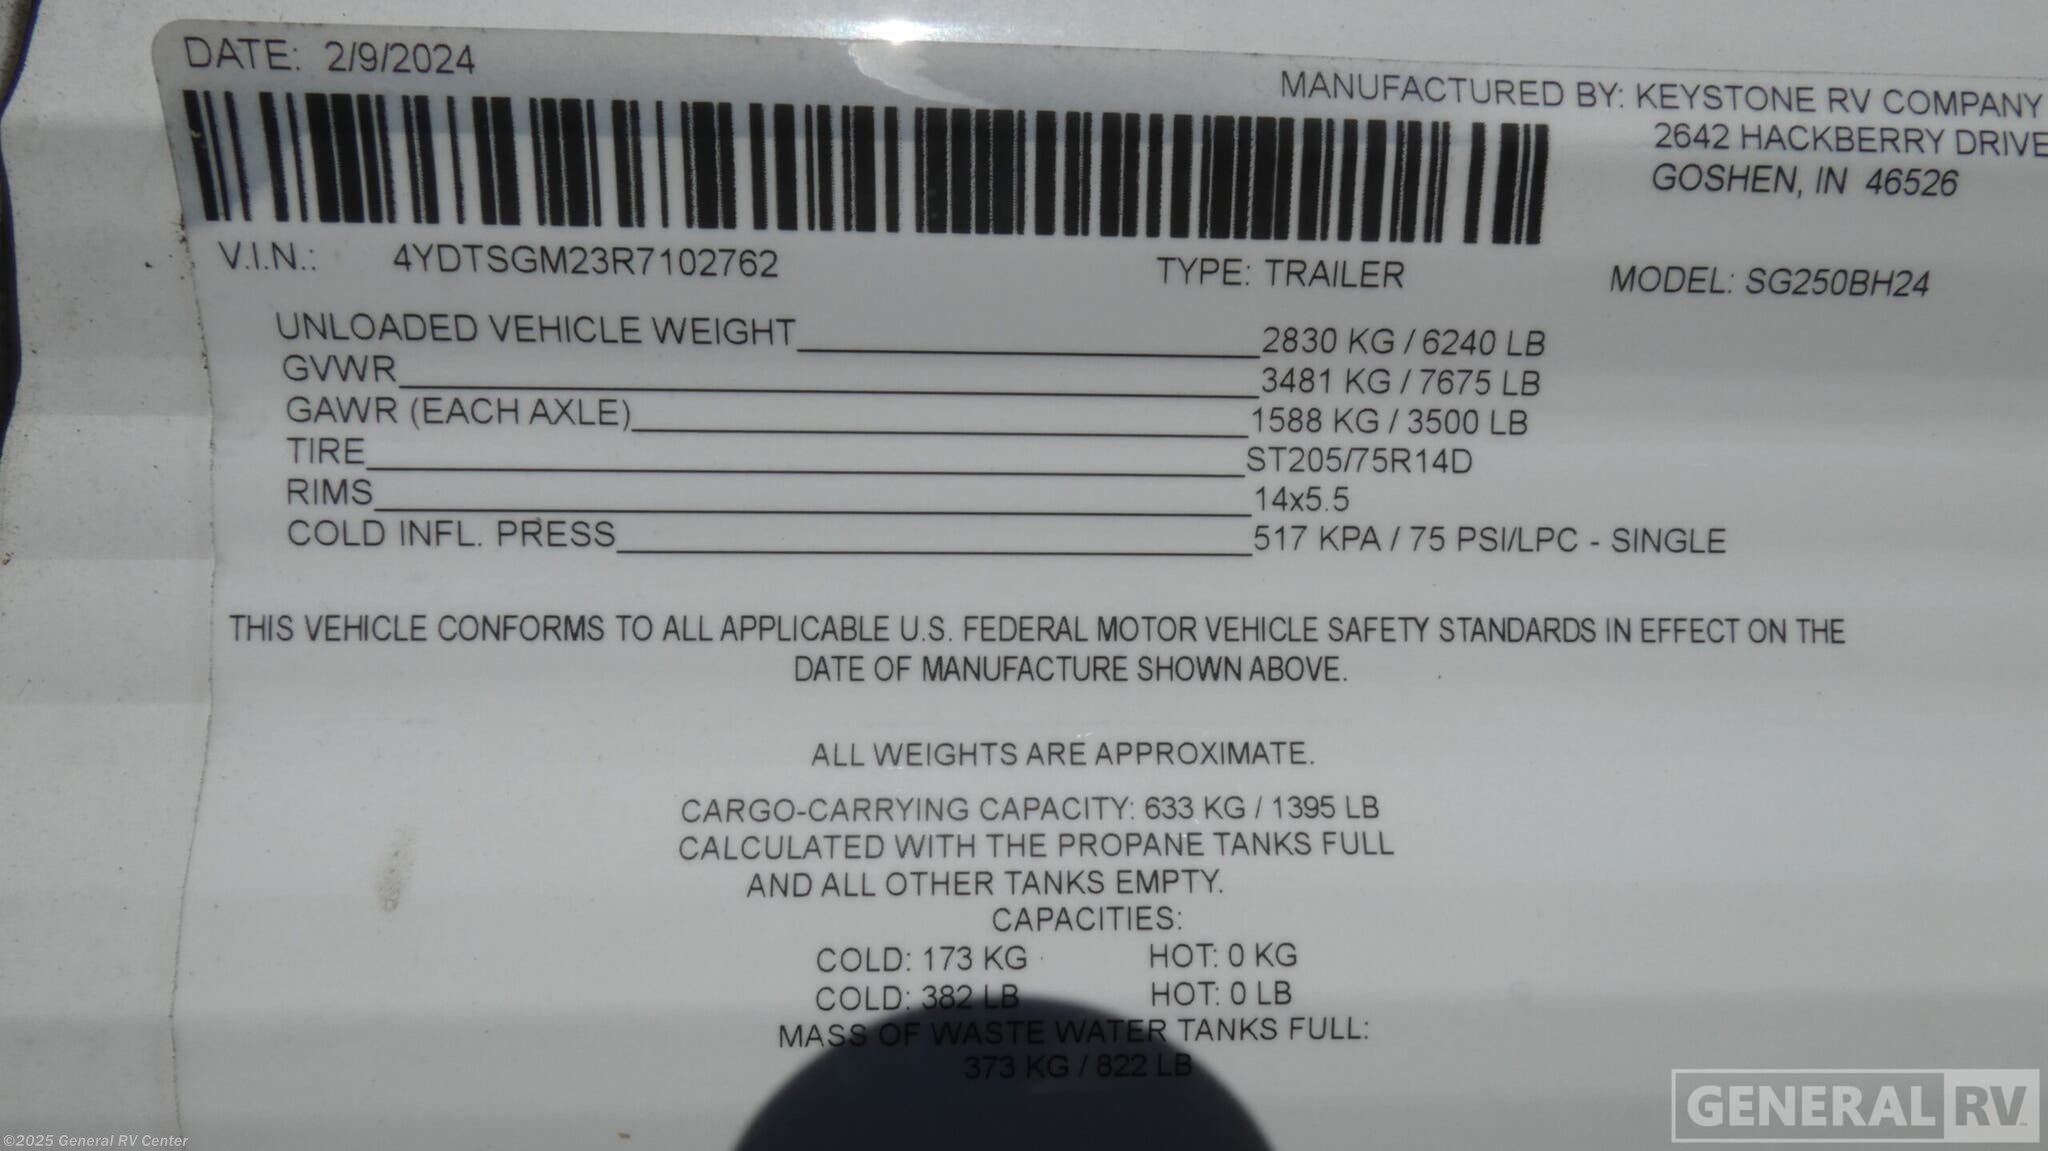 DATE: 2/9/2024
MANUFACTURED BY: KEYSTONE RV COMPANY
2642 HACKBERRY DRIVE
GOSHEN, IN 46526
V.I.N.: 4YDTSGM23R7102762 TYPE: TRAILER MODEL: SG250BH24
UNLOADED VEHICLE WEIGHT 2830 KG / 6240 LB
GVWR 3481 KG / 7675 LB
GAWR (EACH AXLE) 1588 KG / 3500 LB
TIRE ST205/75R14D
RIMS 14x5.5
COLD INFL. PRESS 517 KPA / 75 PSI/LPC - SINGLE
THIS VEHICLE CONFORMS TO ALL APPLICABLE U.S. FEDERAL MOTOR VEHICLE SAFETY STANDARDS IN EFFECT ON THE
DATE OF MANUFACTURE SHOWN ABOVE.
ALL WEIGHTS ARE APPROXIMATE.
CARGO-CARRYING CAPACITY: 633 KG / 1395 LB
CALCULATED WITH THE PROPANE TANKS FULL
AND ALL OTHER TANKS EMPTY.
CAPACITIES:
COLD: 173 KG HOT: 0 KG
COLD: 382 LB HOT: 0 LB
MASS OF WASTE WATER TANKS FULL:
373 KG / 822 LB
GENERAL RV
©2025 General RV Center